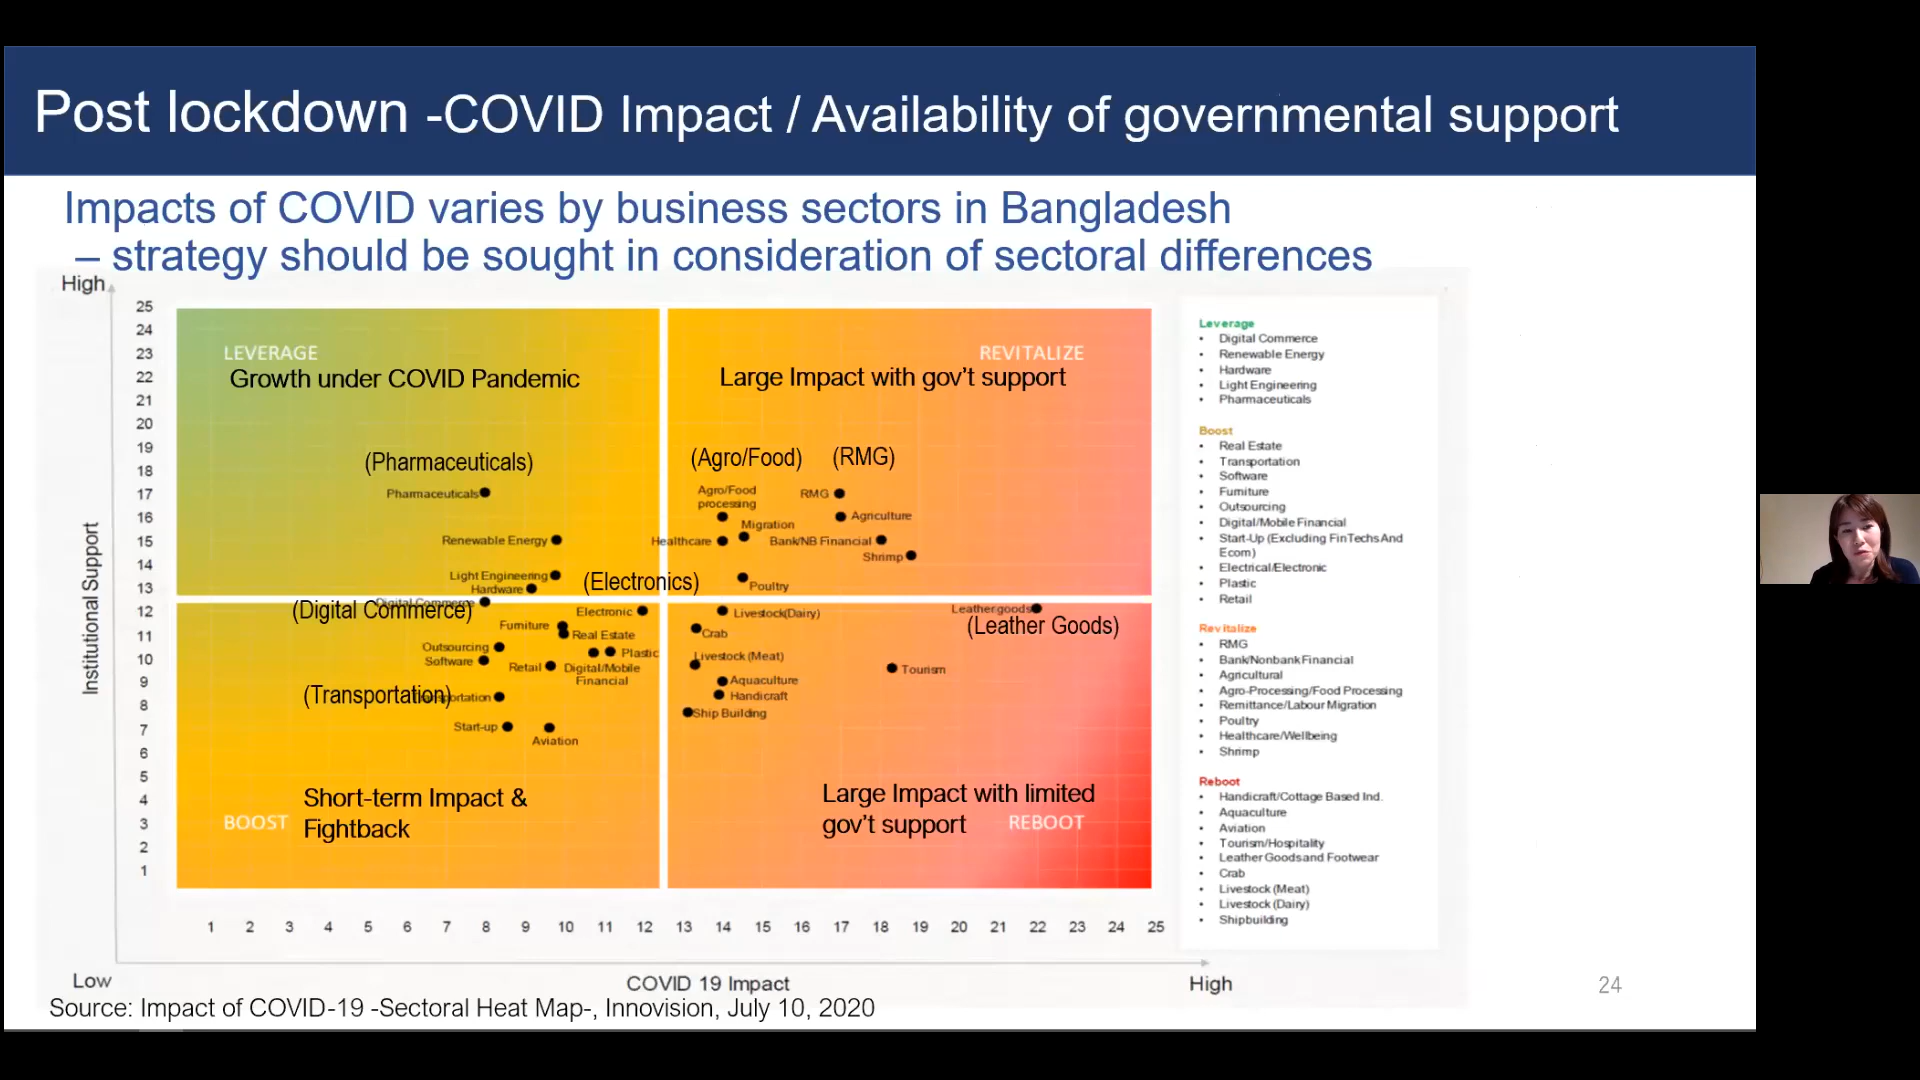 Post lockdown -COVID Impact / Availability of governmental support
Impacts of COVID varies by business sectors in Bangladesh
– strategy should be sought in consideration of sectoral differences
High
25
24
23
22
21
20
19
18
17
16
15
14
13
12
11
10
9
8
7
6
5
4
3
2
1
Institutional Support
LEVERAGE
Growth under COVID Pandemic
REVITALIZE
Large Impact with gov't support
(Pharmaceuticals)
Pharmaceuticals
Renewable Energy
Light Engineering
Hardware
Digital Commerce
(Digital Commerce)
(Electronics)
(Agro/Food)
(RMG)
Agro/Food
processing
RMG
Agriculture
Migration
Healthcare
Bank/NB Financial
Shrimp
Poultry
Electronic
Furniture
Real Estate
Outsourcing
Software
Plastic
Retail
Digital/Mobile
Financial
(Transportation)
Start-up
Aviation
Livestock(Dairy)
Crab
Livestock (Meat)
Aquaculture
Handicraft
Ship Building
Leather goods
(Leather Goods)
Tourism
Short-term Impact &
Fightback
BOOST
Large Impact with limited
gov't support
REBOOT
1 2 3 4 5 6 7 8 9 10 11 12 13 14 15 16 17 18 19 20 21 22 23 24 25
Low
COVID 19 Impact
High
Leverage
• Digital Commerce
• Renewable Energy
• Hardware
• Light Engineering
• Pharmaceuticals
Boost
• Real Estate
• Transportation
• Software
• Furniture
• Outsourcing
• Digital/Mobile Financial
• Start-Up (Excluding FinTechs And
Ecom)
• Electrical/Electronic
• Plastic
• Retail
Revitalize
• RMG
• Bank/Nonbank Financial
• Agricultural
• Agro-Processing/Food Processing
• Remittance/Labour Migration
• Poultry
• Healthcare/Wellbeing
• Shrimp
Reboot
• Handicraft/Cottage Based Ind.
• Aquaculture
• Aviation
• Tourism/Hospitality
• Leather Goods and Footwear
• Crab
• Livestock (Meat)
• Livestock (Dairy)
• Shipbuilding
Source: Impact of COVID-19 -Sectoral Heat Map-, Innovision, July 10, 2020
24